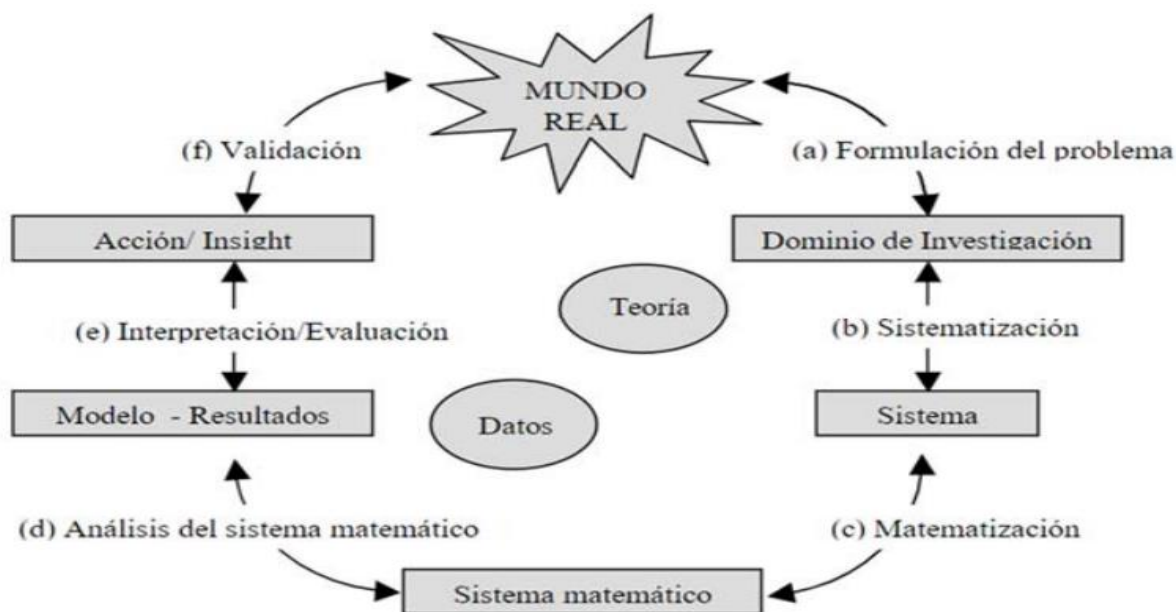 MUNDO
REAL
(f) Validación
(a) Formulación del problema
Acción/ Insight
Dominio de Investigación
Teoría
(e) Interpretación/Evaluación
(b) Sistematización
Modelo - Resultados
Datos
Sistema
(d) Análisis del sistema matemático
(c) Matematización
Sistema matemático